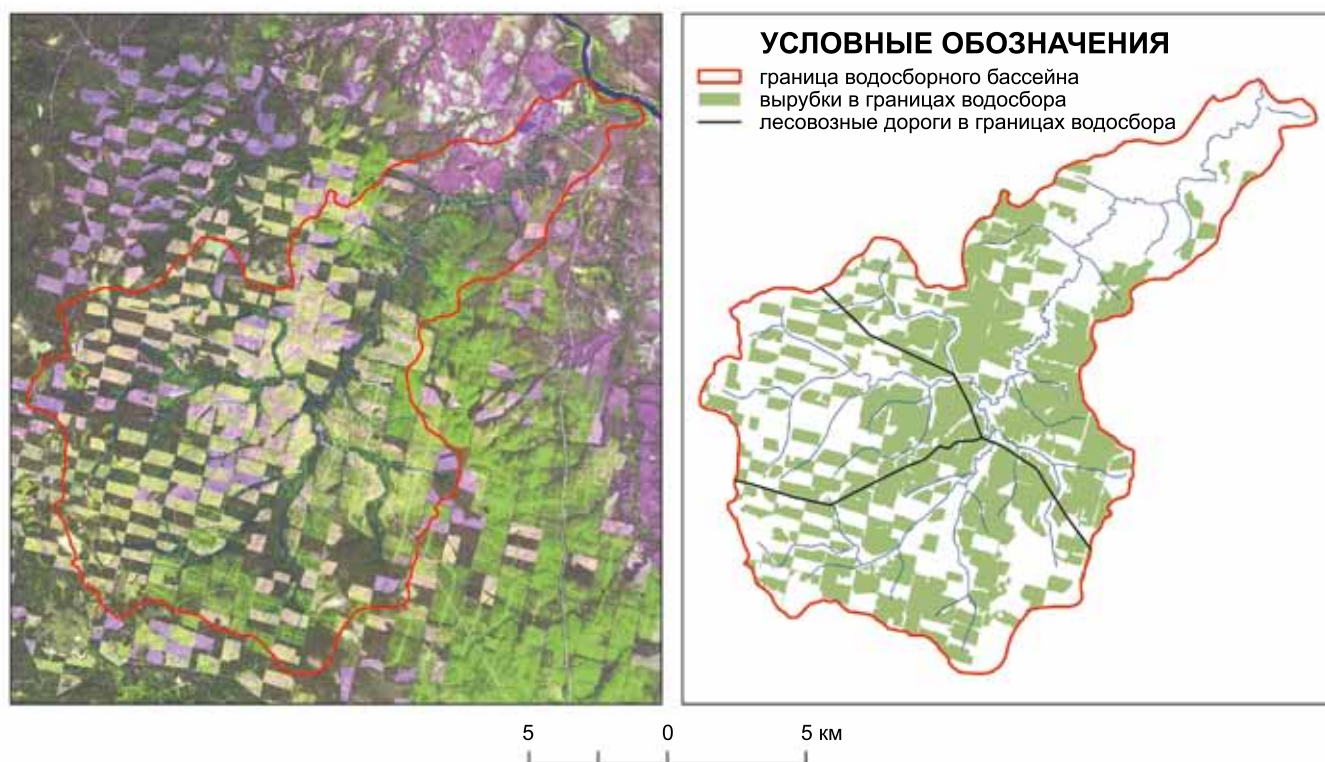 УСЛОВНЫЕ ОБОЗНАЧЕНИЯ
граница водосборного бассейна
вырубки в границах водосбора
лесовозные дороги в границах водосбора
5 0 5 км